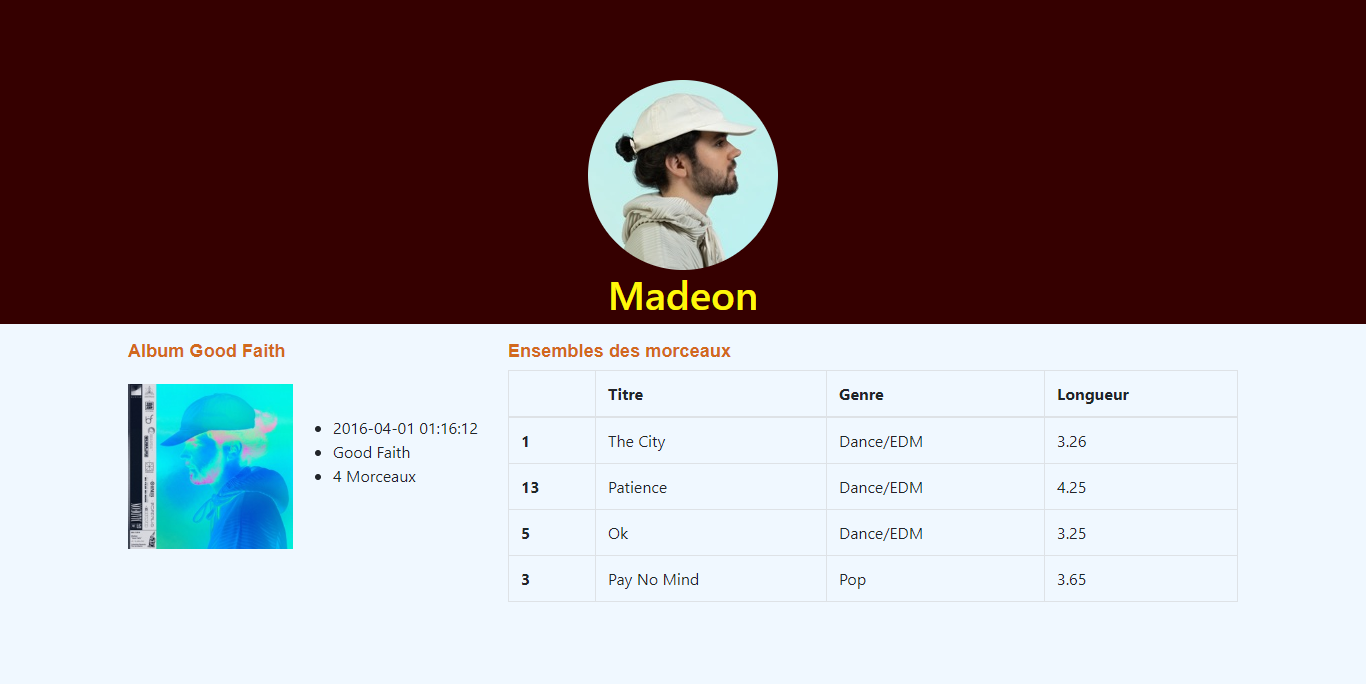 Madeon
Album Good Faith
2016-04-01 01:16:12
Good Faith
4 Morceaux
Ensembles des morceaux
Titre Genre Longueur
1 The City Dance/EDM 3.26
13 Patience Dance/EDM 4.25
5 Ok Dance/EDM 3.25
3 Pay No Mind Pop 3.65